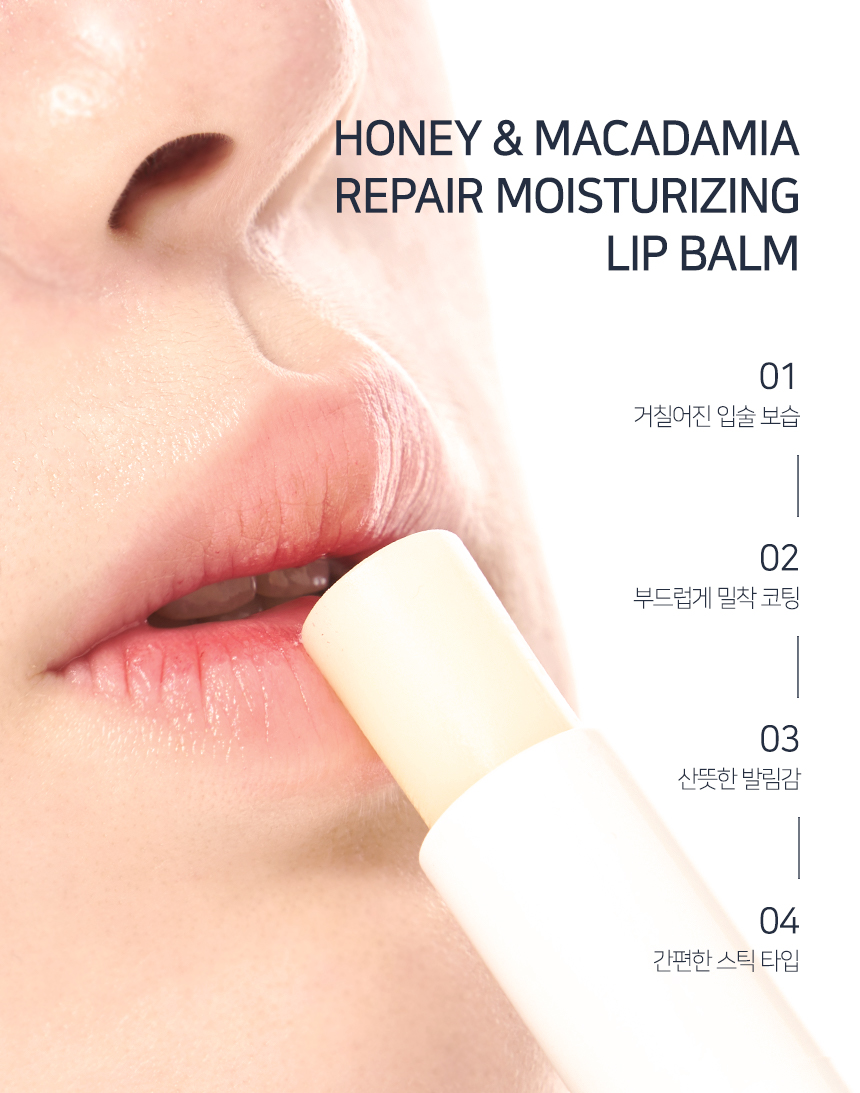 HONEY & MACADAMIA
REPAIR MOISTURIZING
LIP BALM
01
거칠어진 입술 보습
02
부드럽게 밀착 코팅
03
산뜻한 발림감
04
간편한 스틱 타입